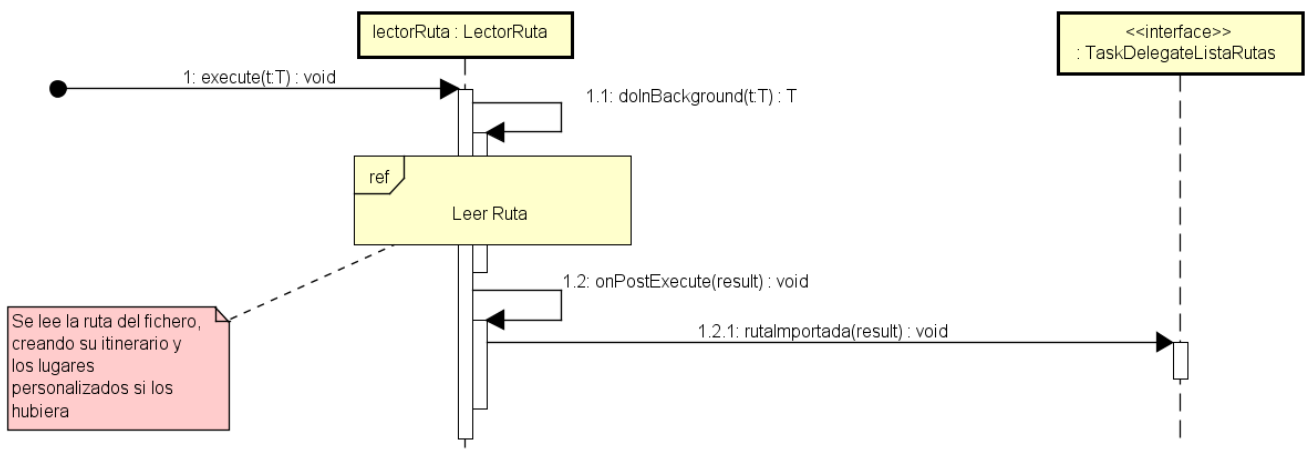 lectorRuta : LectorRuta
<<interface>>
: TaskDelegateListaRutas
1: execute(t:T) : void
1.1: doInBackground(t:T) : T
ref
Leer Ruta
1.2: onPostExecute(result) : void
Se lee la ruta del fichero,
creando su itinerario y
los lugares
personalizados si los
hubiera
1.2.1: rutaImportada(result) : void